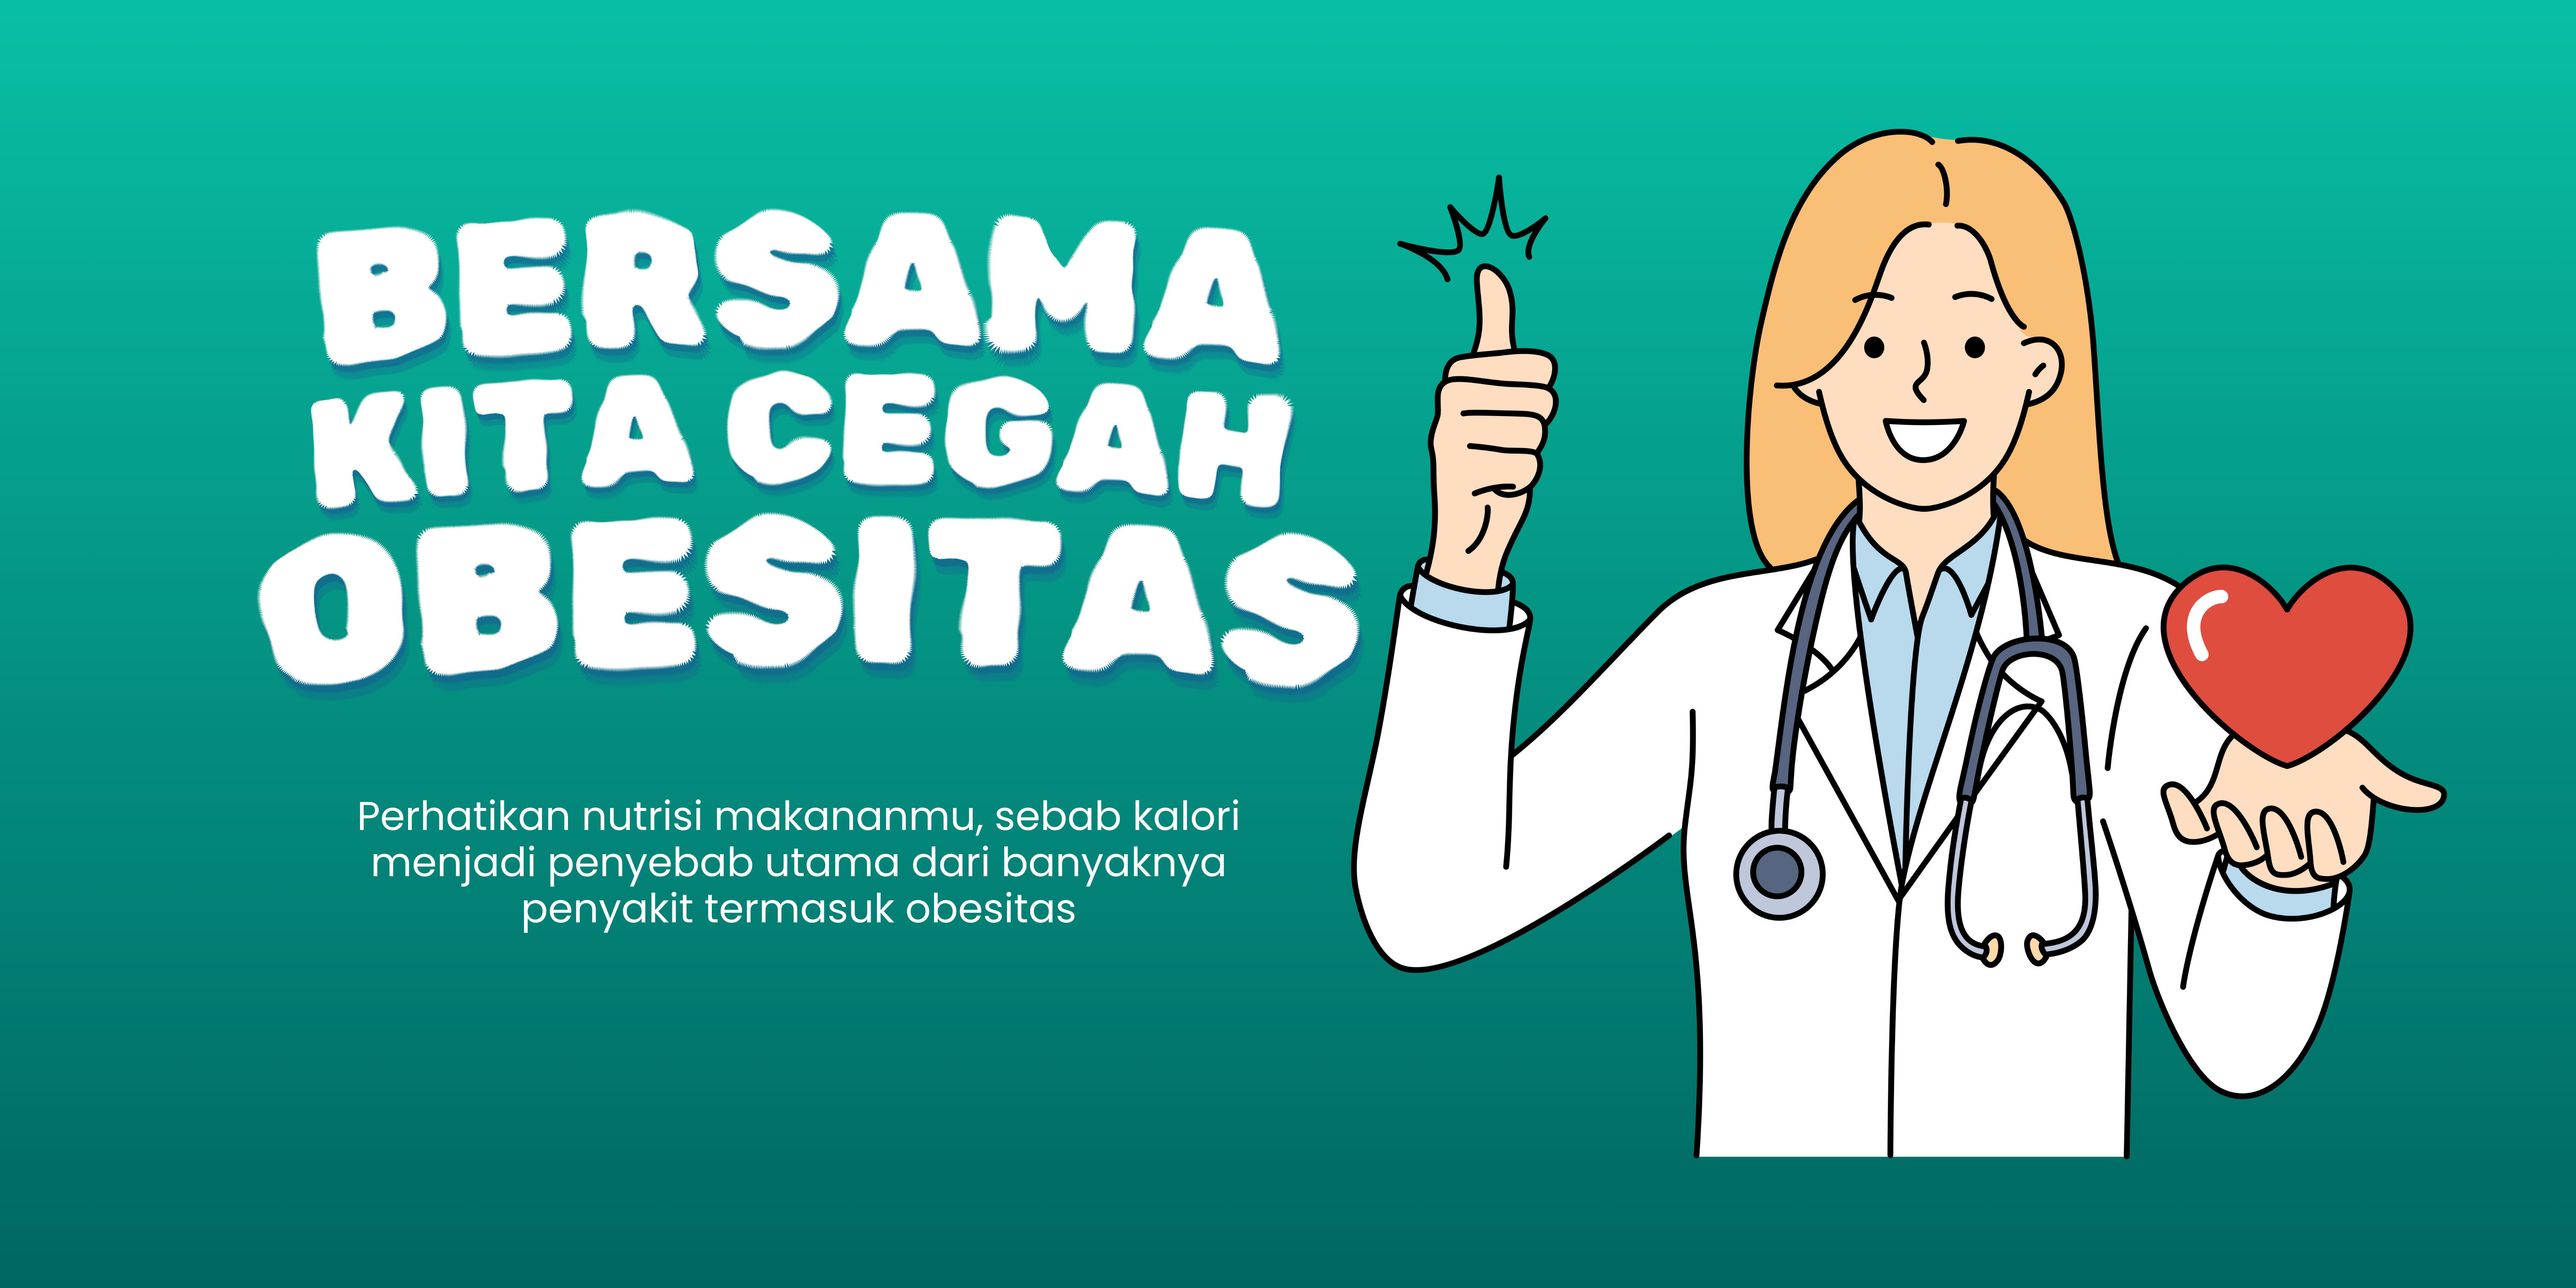 BERSAMA
KITA CEGAH
OBESITAS
Perhatikan nutrisi makananmu, sebab kalori
menjadi penyebab utama dari banyaknya
penyakit termasuk obesitas